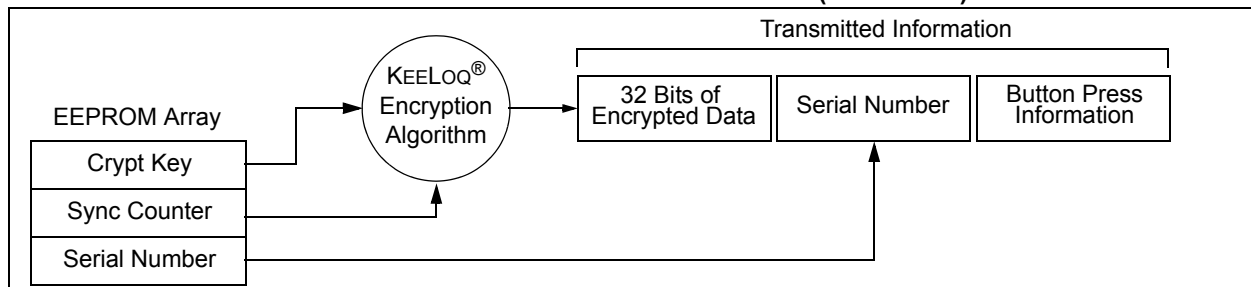 Transmitted Information
KEELOQ®
Encryption
Algorithm
32 Bits of
Encrypted Data
Serial Number
Button Press
Information
EEPROM Array
Crypt Key
Sync Counter
Serial Number